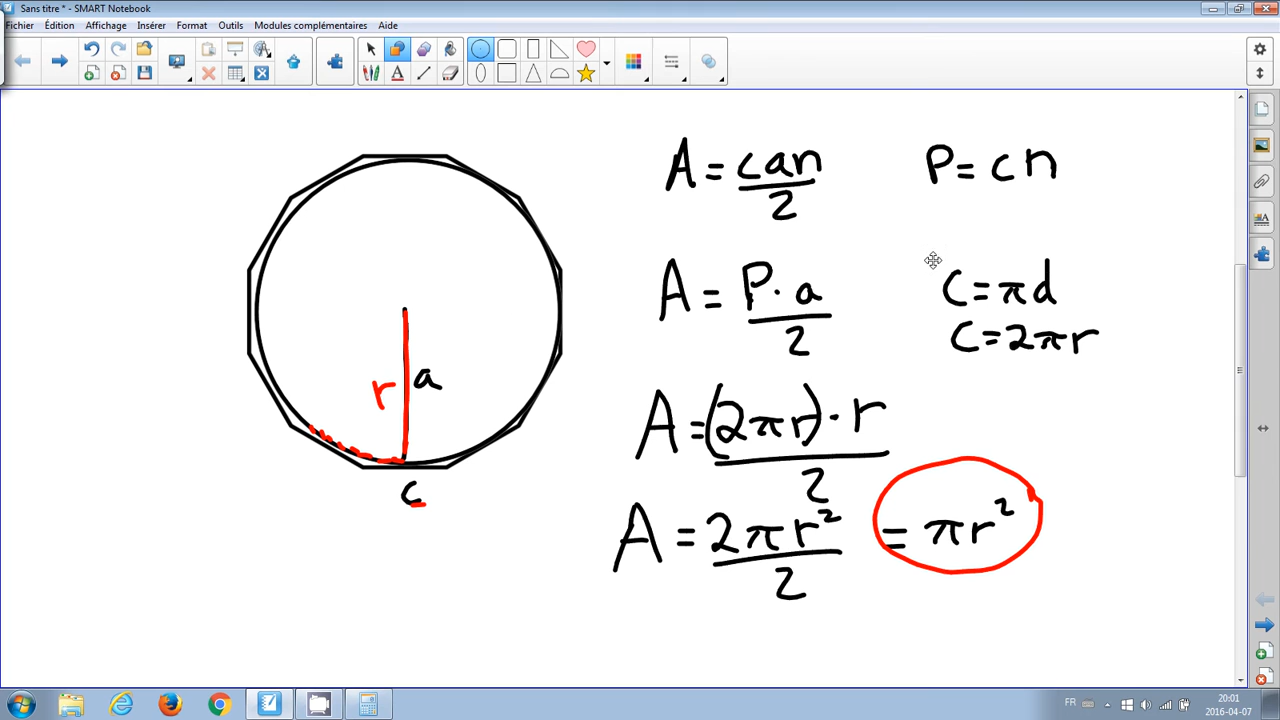 Sans titre * - SMART Notebook
Fichier Édition Affichage Insérer Format Outils Modules complémentaires Aide
A = can/2
P = cn
A = P·a/2
C = πd
C = 2πr
r a
A = (2πr)·r/2
c
A = 2πr²/2 = πr²
FR
20:01
2016-04-07